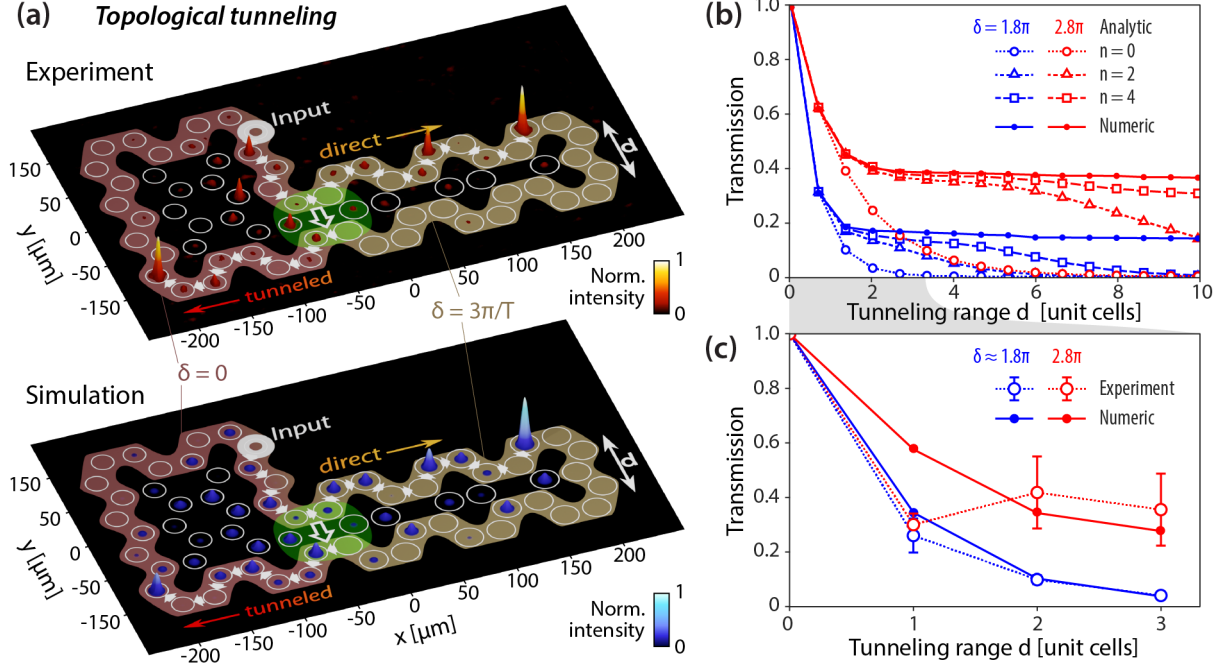 (a) Topological tunneling
Experiment
Input
direct
d
tunneled
150
50
0
-50
-150
y [µm]
-200
-150
-100
-50
0
50
100
150
200
Norm.
intensity
1
0
δ = 0
δ = 3π/T
Simulation
Input
direct
d
tunneled
150
50
0
-50
-150
y [µm]
-200
-150
-100
-50
0
50
100
150
200
x [µm]
Norm.
intensity
1
0
(b)
δ = 1.8π 2.8π Analytic
n = 0
n = 2
n = 4
Numeric
Transmission
1.0
0.8
0.6
0.4
0.2
0
0 2 4 6 8 10
Tunneling range d [unit cells]
(c)
δ ≈ 1.8π 2.8π
Experiment
Numeric
Transmission
1.0
0.8
0.6
0.4
0.2
0
0 1 2 3
Tunneling range d [unit cells]